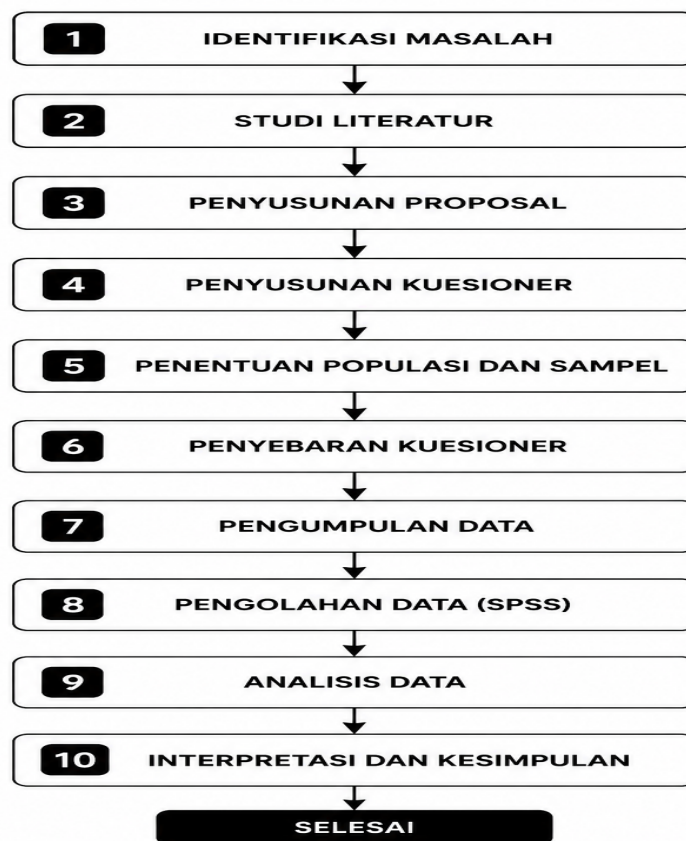 1 IDENTIFIKASI MASALAH
2 STUDI LITERATUR
3 PENYUSUNAN PROPOSAL
4 PENYUSUNAN KUESIONER
5 PENENTUAN POPULASI DAN SAMPEL
6 PENYEBARAN KUESIONER
7 PENGUMPULAN DATA
8 PENGOLAHAN DATA (SPSS)
9 ANALISIS DATA
10 INTERPRETASI DAN KESIMPULAN
SELESAI